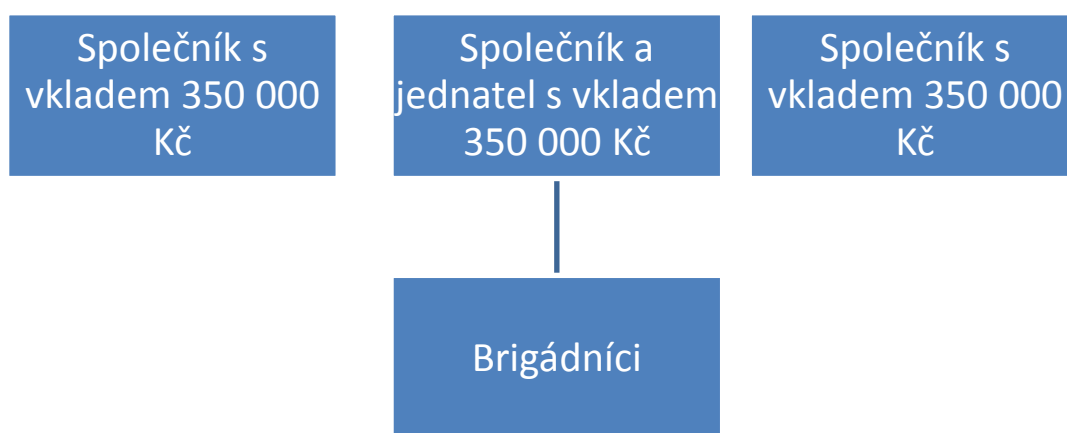 Společník s
vkladem 350 000
Kč
Společník a
jednatel s vkladem
350 000 Kč
Společník s
vkladem 350 000
Kč
Brigádníci